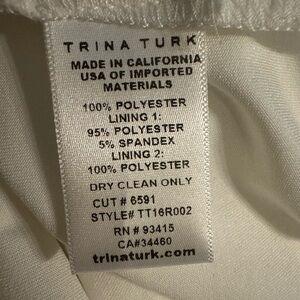 TRINA TURK
MADE IN CALIFORNIA
USA OF IMPORTED
MATERIALS
100% POLYESTER
LINING 1:
95% POLYESTER
5% SPANDEX
LINING 2:
100% POLYESTER
DRY CLEAN ONLY
CUT # 6591
STYLE# TT16R002
RN # 93415
CA#34460
trinaturk.com